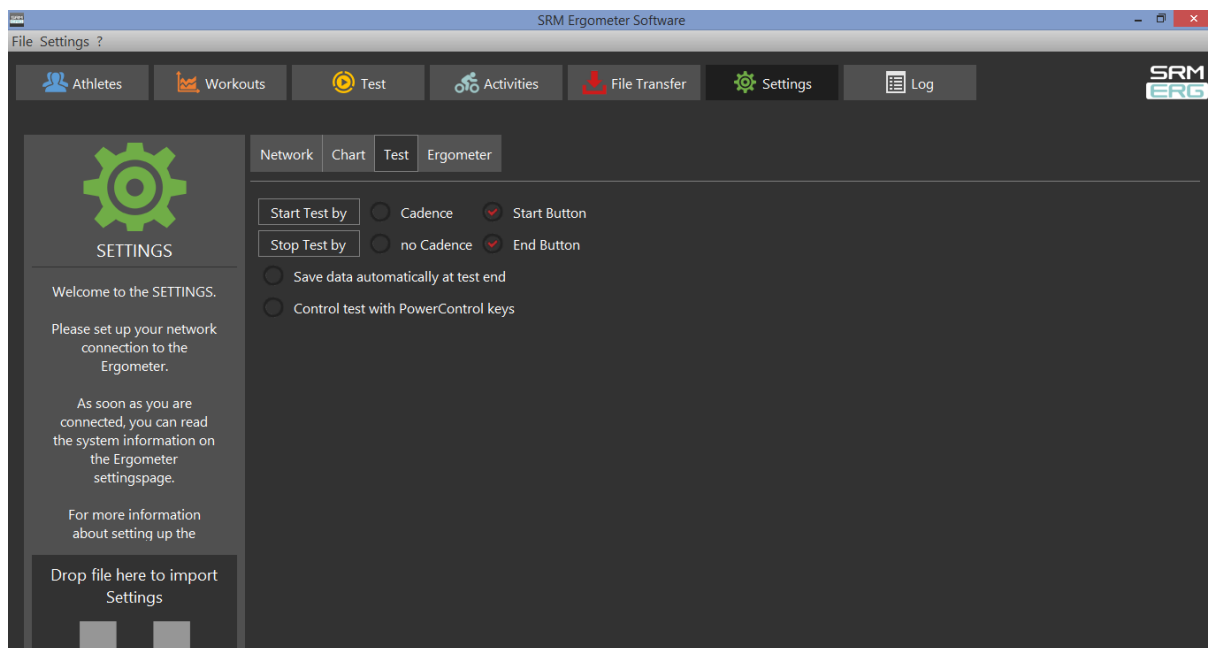 SRM Ergometer Software
File Settings ?
Athletes Workouts Test Activities File Transfer Settings Log
SRM
ERG
Network Chart Test Ergometer
Start Test by Cadence Start Button
Stop Test by no Cadence End Button
Save data automatically at test end
Control test with PowerControl keys
SETTINGS
Welcome to the SETTINGS.
Please set up your network
connection to the
Ergometer.
As soon as you are
connected, you can read
the system information on
the Ergometer
settingspage.
For more information
about setting up the
Drop file here to import
Settings